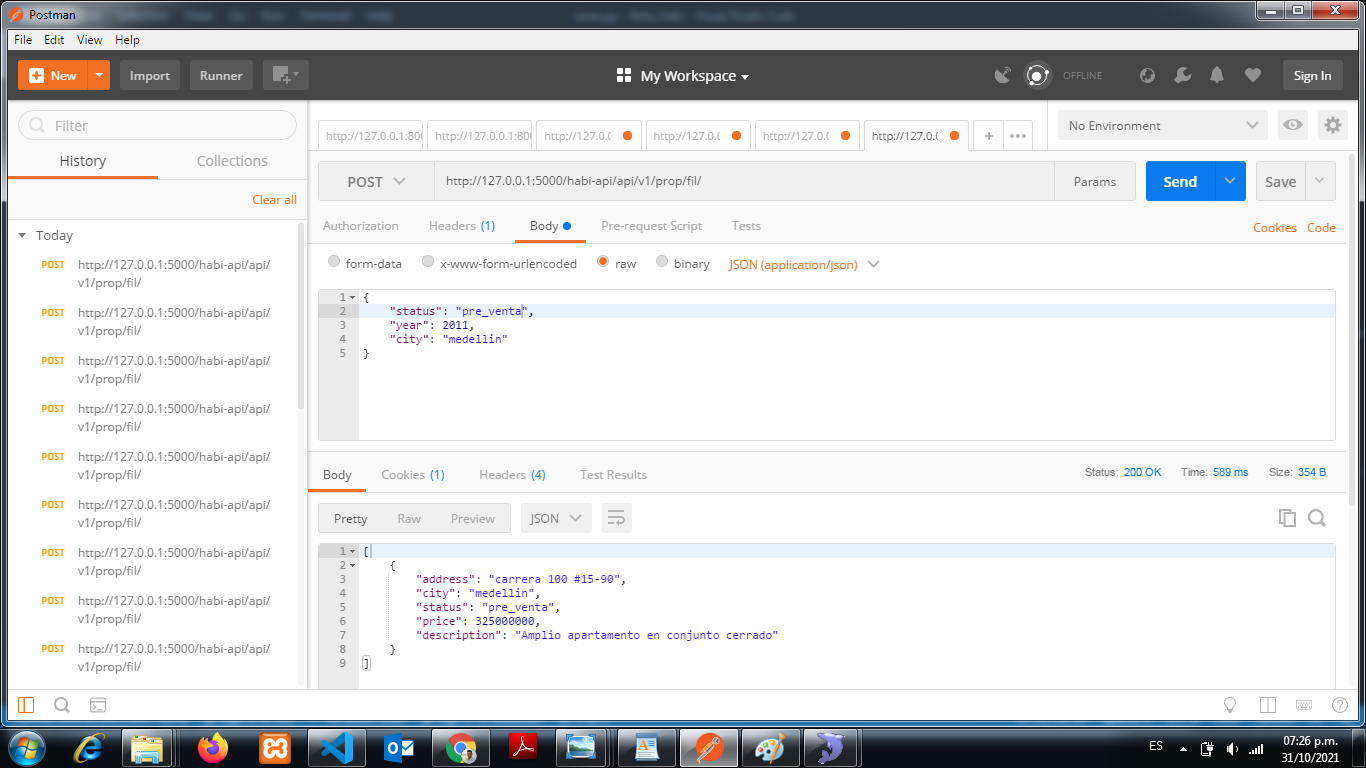 Postman
File Edit View Help
New Import Runner My Workspace OFFLINE Sign In
Filter
History Collections
Clear all
Today
POST http://127.0.0.1:5000/habi-api/api/
v1/prop/fil/
POST http://127.0.0.1:5000/habi-api/api/
v1/prop/fil/
POST http://127.0.0.1:5000/habi-api/api/
v1/prop/fil/
POST http://127.0.0.1:5000/habi-api/api/
v1/prop/fil/
POST http://127.0.0.1:5000/habi-api/api/
v1/prop/fil/
POST http://127.0.0.1:5000/habi-api/api/
v1/prop/fil/
POST http://127.0.0.1:5000/habi-api/api/
v1/prop/fil/
POST http://127.0.0.1:5000/habi-api/api/
v1/prop/fil/
POST http://127.0.0.1:5000/habi-api/api/
v1/prop/fil/
http://127.0.0.1:800 http://127.0.0.1:800 http://127.0.0 http://127.0.0 http://127.0.0 http://127.0.0 + ••• No Environment
POST http://127.0.0.1:5000/habi-api/api/v1/prop/fil/ Params Send Save
Authorization Headers (1) Body Pre-request Script Tests Cookies Code
form-data x-www-form-urlencoded raw binary JSON (application/json)
1 {
2 "status": "pre_venta",
3 "year": 2011,
4 "city": "medellin"
5 }
Body Cookies (1) Headers (4) Test Results Status: 200 OK Time: 589 ms Size: 354 B
Pretty Raw Preview JSON
1 [
2 {
3 "address": "carrera 100 #15-90",
4 "city": "medellin",
5 "status": "pre_venta",
6 "price": 325000000,
7 "description": "Amplio apartamento en conjunto cerrado"
8 }
9 ]
ES 07:26 p.m.
31/10/2021